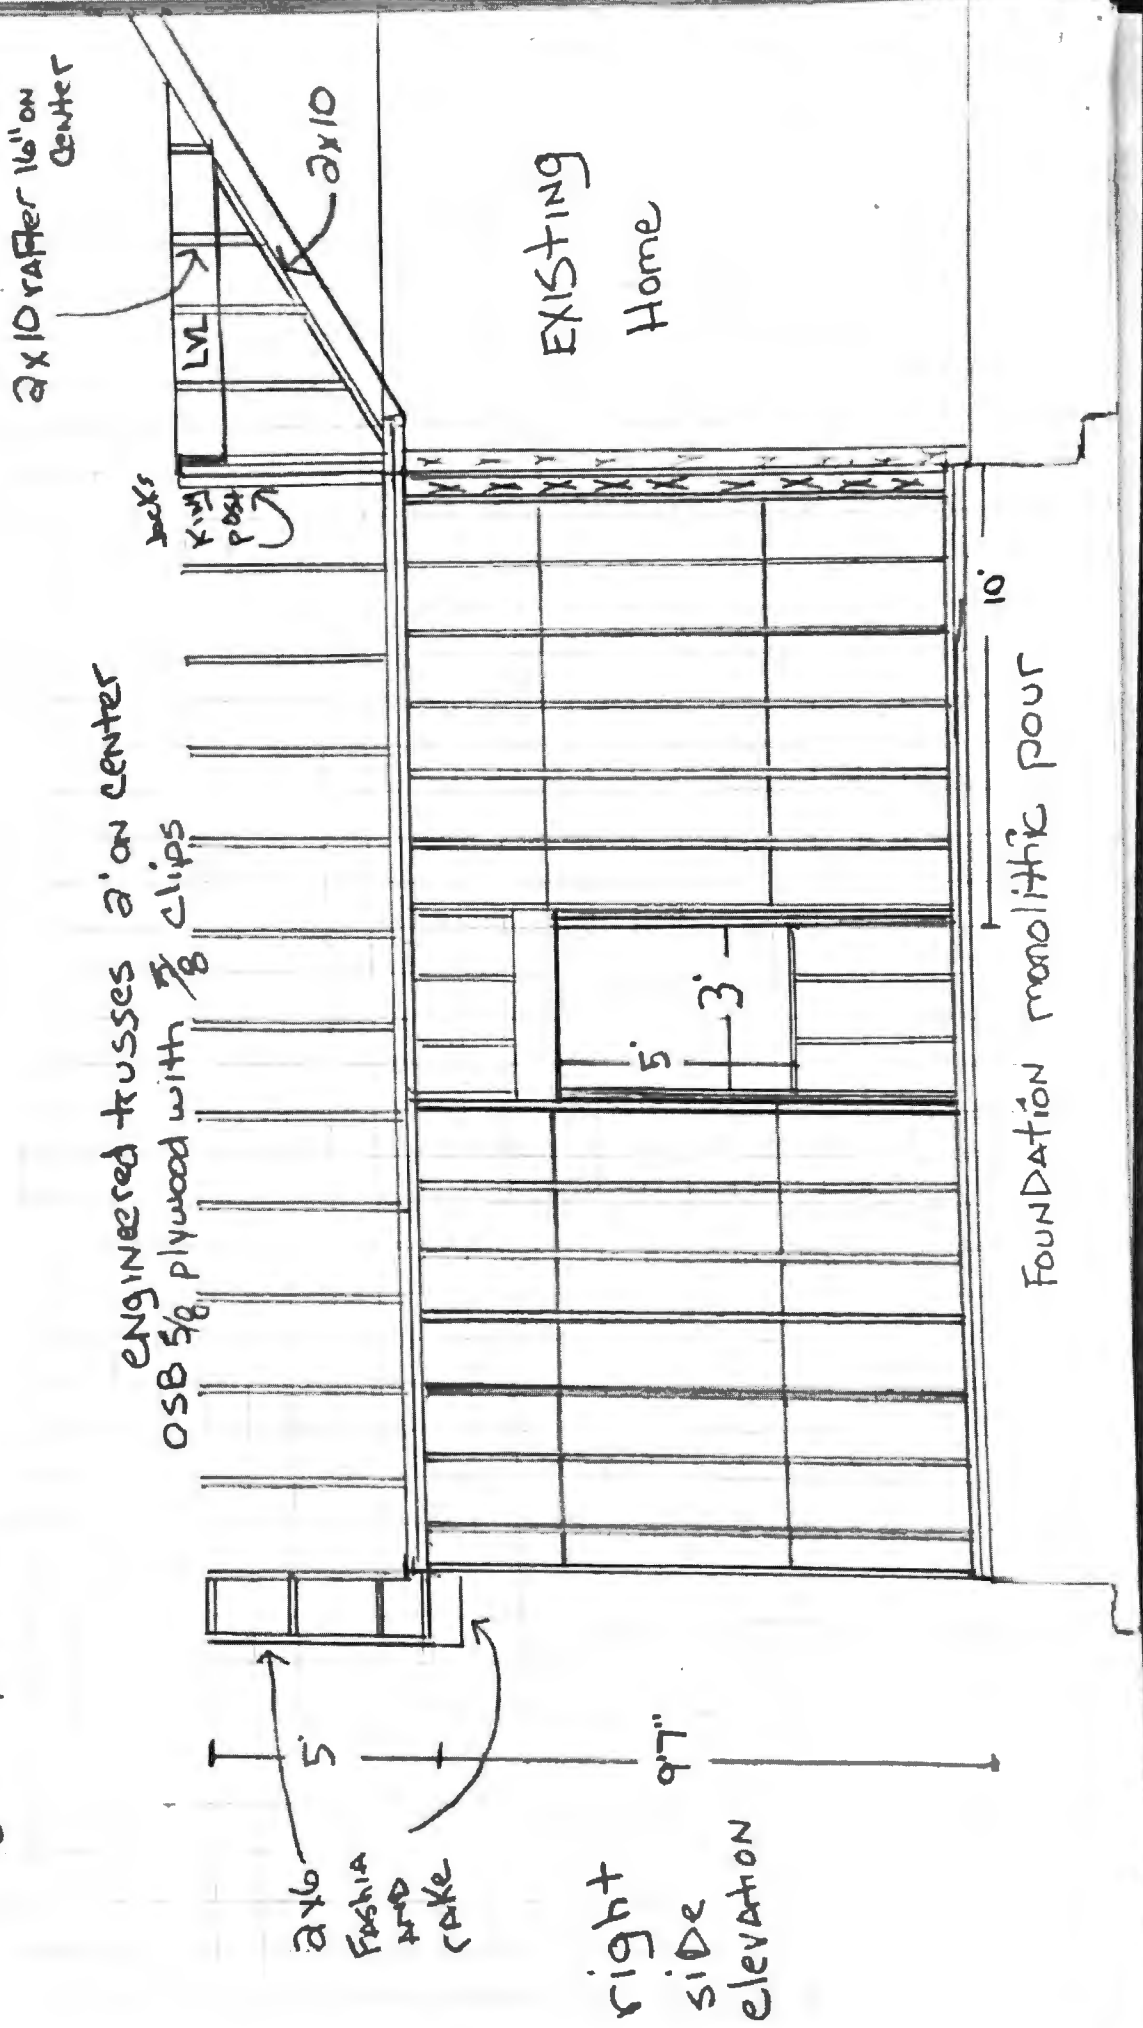 2x10 rafter 16" on
center
engineered trusses 2' on center
OSB 5/8 plywood with 5/8 clips
King
post
LVL
2x10
EXISTING
Home
2x6
FAshiA
AND
rake
5'
9'7"
5'
3'
10'
right
side
elevation
Foundation monolithic pour